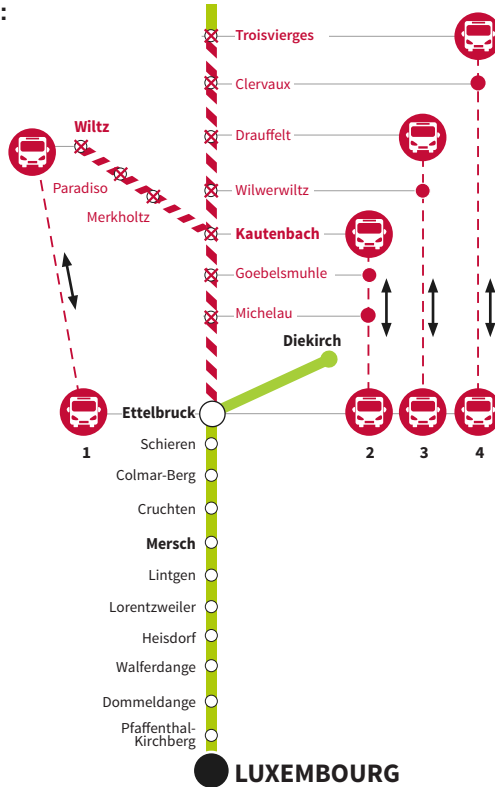 :
Troisvierges
Clervaux
Drauffelt
Wiltz
Paradiso
Wilwerwiltz
Merkholtz
Kautenbach
Goebelsmuhle
Michelau
Diekirch
Ettelbruck
1
2
3
4
Schieren
Colmar-Berg
Cruchten
Mersch
Lintgen
Lorentzweiler
Heisdorf
Walferdange
Dommeldange
Pfaffenthal-
Kirchberg
LUXEMBOURG